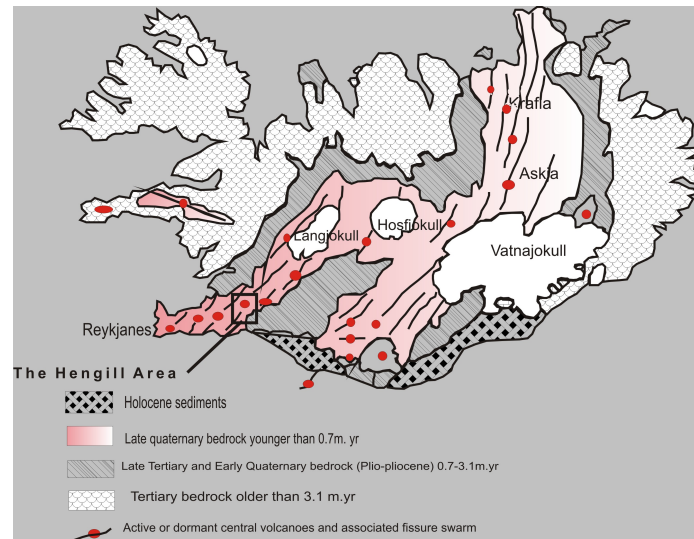 Krafla
Askja
Hosfjokull
Langjokull
Vatnajokull
Reykjanes
The Hengill Area
Holocene sediments
Late quaternary bedrock younger than 0.7m. yr
Late Tertiary and Early Quaternary bedrock (Plio-pliocene) 0.7-3.1m.yr
Tertiary bedrock older than 3.1 m.yr
Active or dormant central volcanoes and associated fissure swarm